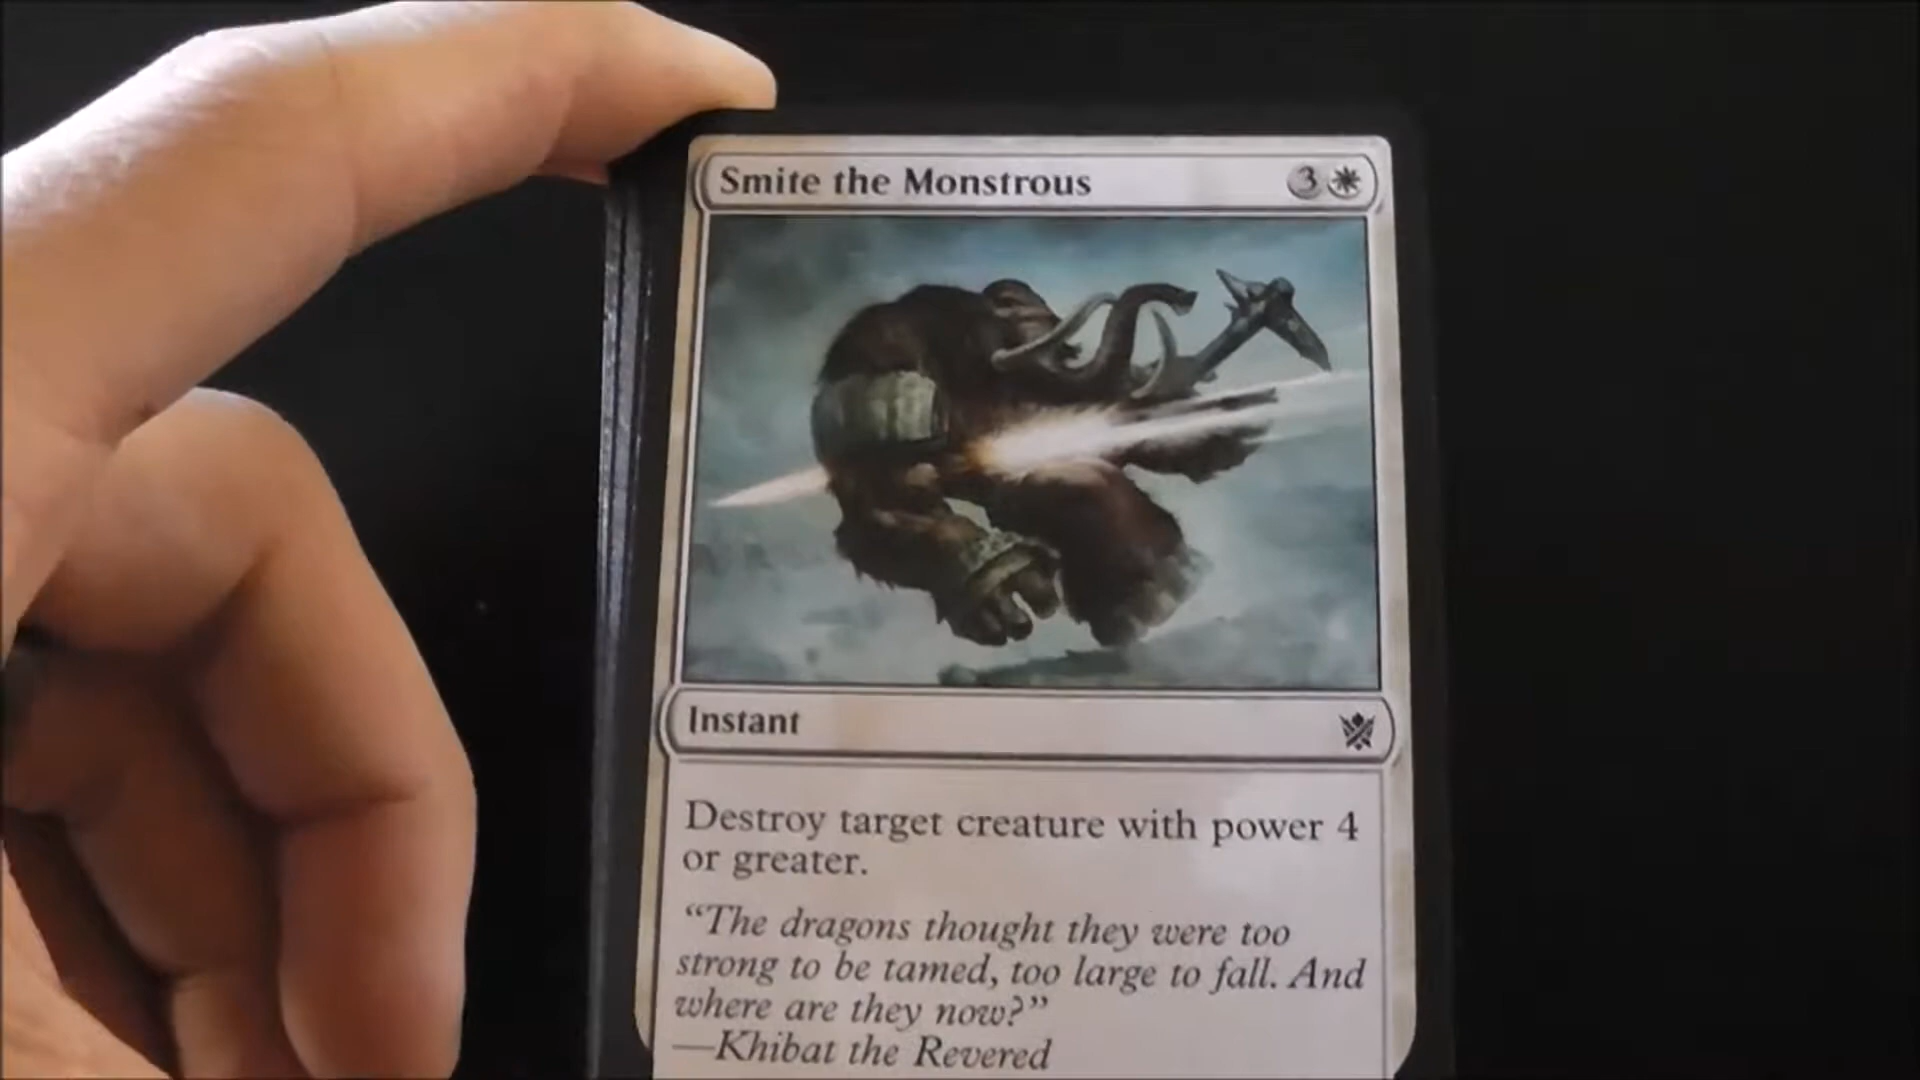 Smite the Monstrous 3
Instant
Destroy target creature with power 4
or greater.
“The dragons thought they were too
strong to be tamed, too large to fall. And
where are they now?”
—Khibat the Revered